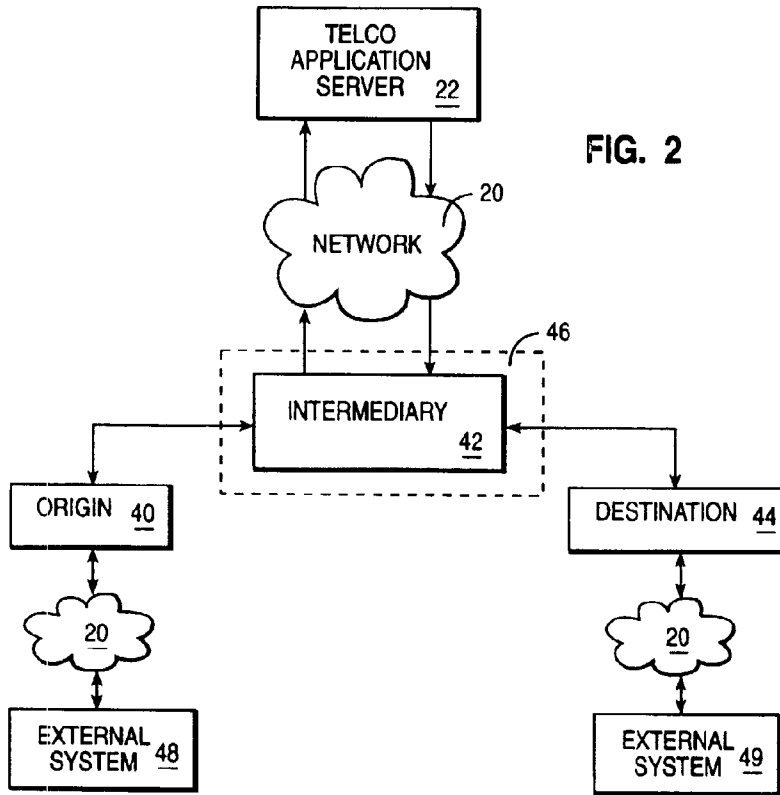 TELCO
APPLICATION
SERVER 22
FIG. 2
20
NETWORK
46
INTERMEDIARY
42
ORIGIN 40
DESTINATION 44
20
20
EXTERNAL
SYSTEM 48
EXTERNAL
SYSTEM 49